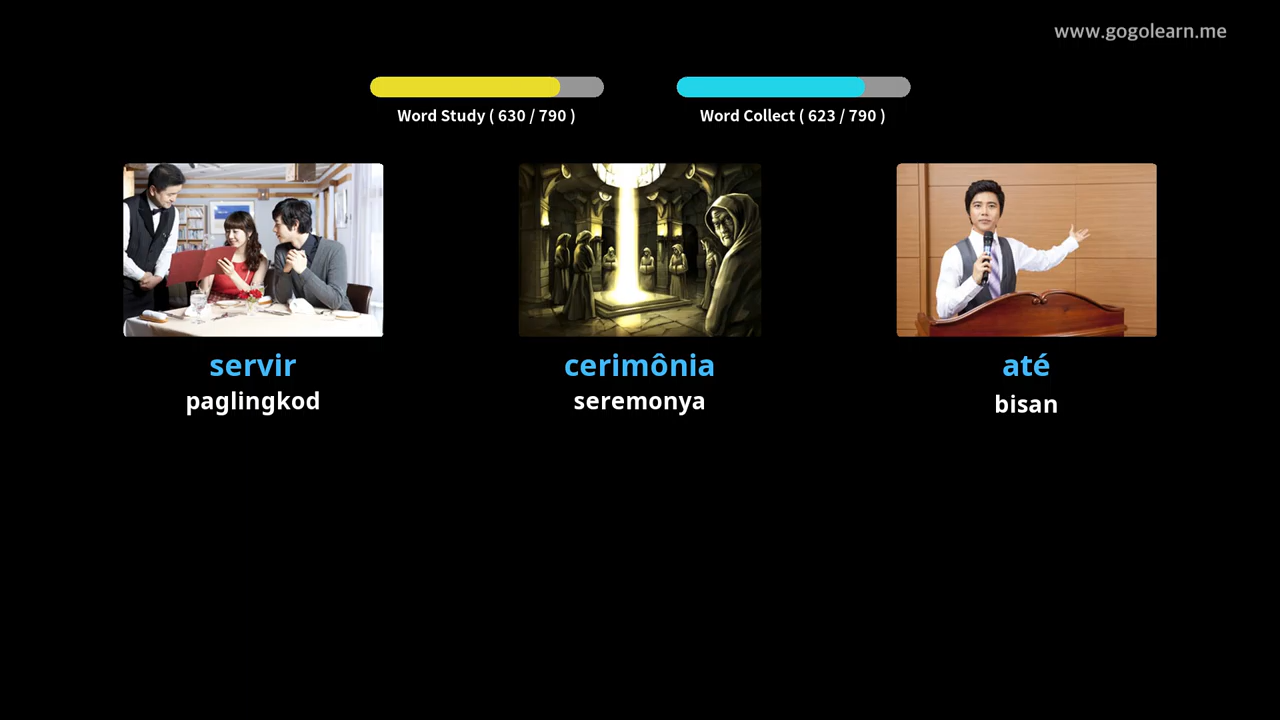 www.gogolearn.me
Word Study ( 630 / 790 )
Word Collect ( 623 / 790 )
servir
paglingkod
cerimônia
seremonya
até
bisan